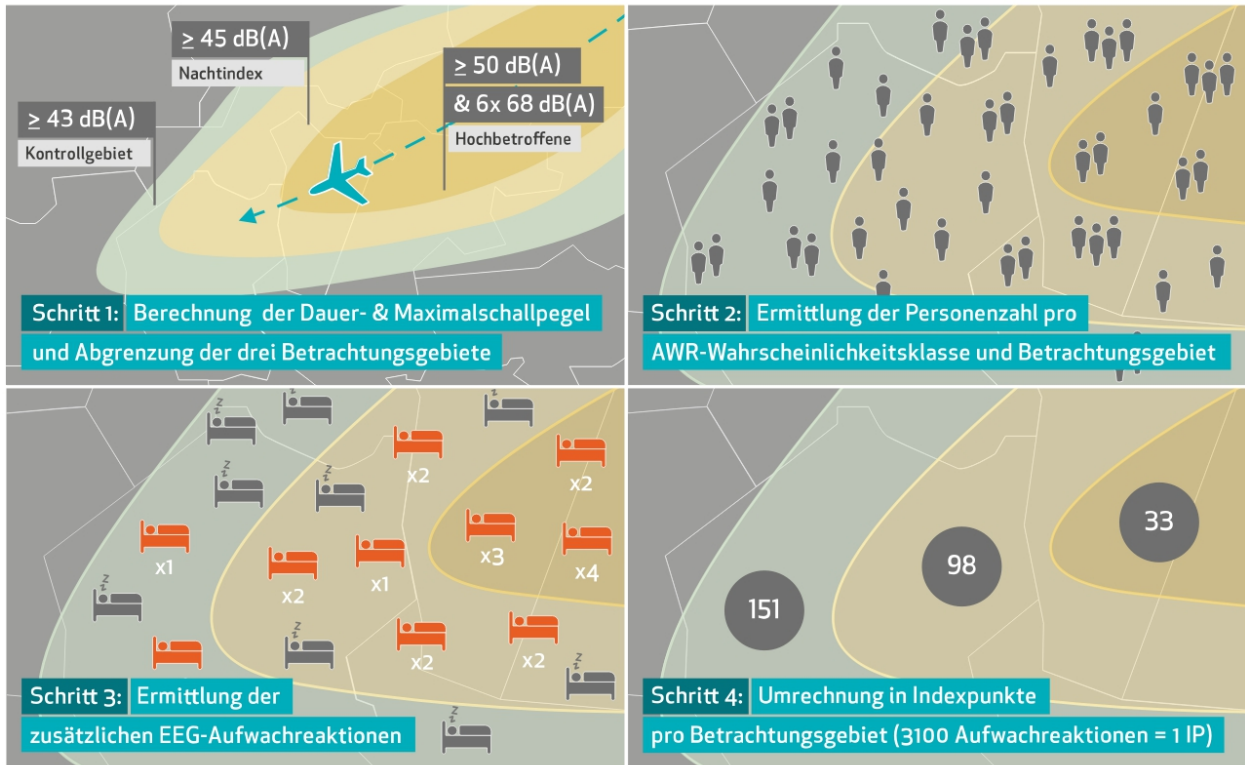 ≥ 45 dB(A)
Nachtindex
≥ 50 dB(A)
& 6x 68 dB(A)
Hochbetroffene
≥ 43 dB(A)
Kontrollgebiet
Schritt 1: Berechnung der Dauer- & Maximalschallpegel
und Abgrenzung der drei Betrachtungsgebiete
Schritt 2: Ermittlung der Personenzahl pro
AWR-Wahrscheinlichkeitsklasse und Betrachtungsgebiet
z z z
z z z
z z z
x2
x2
z z z
z z z
x3
x4
x1
x2
x1
z z z
x2
x2
z z z
z z z
z z z
Schritt 3: Ermittlung der
zusätzlichen EEG-Aufwachreaktionen
33
98
151
Schritt 4: Umrechnung in Indexpunkte
pro Betrachtungsgebiet (3100 Aufwachreaktionen = 1 IP)